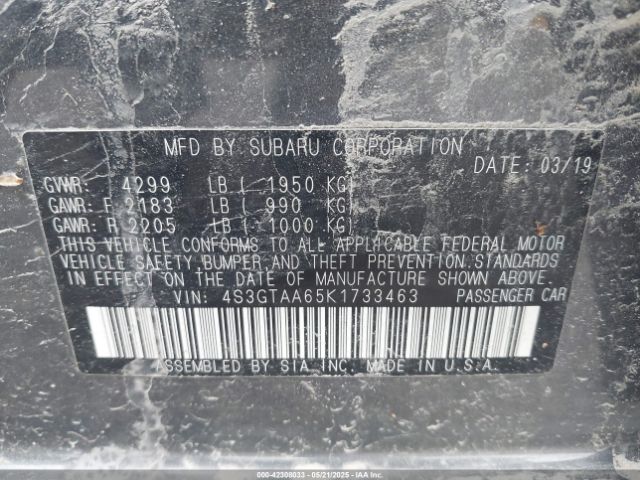 MFD BY SUBARU CORPORATION
DATE: 03/19
GVWR: 4299 LB ( 1950 KG)
GAWR: F 2183 LB ( 990 KG)
GAWR: R 2205 LB ( 1000 KG)
THIS VEHICLE CONFORMS TO ALL APPLICABLE FEDERAL MOTOR
VEHICLE SAFETY BUMPER AND THEFT PREVENTION STANDARDS
IN EFFECT ON THE DATE OF MANUFACTURE SHOWN ABOVE.
VIN: 4S3GTAA65K1733463 PASSENGER CAR
ASSEMBLED BY SIA, INC. MADE IN U.S.A.
000-42308033 - 05/21/2025 - COPYRIGHT IAA, LLC.